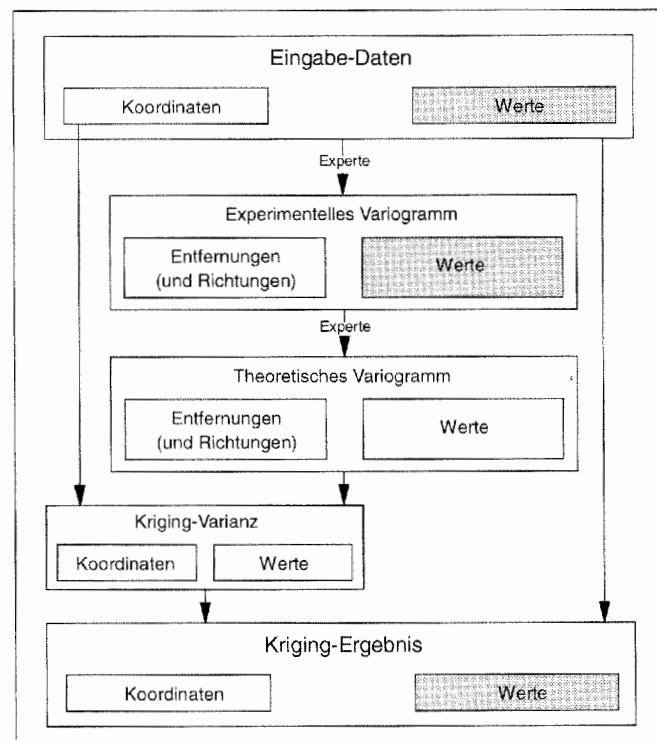 Eingabe-Daten
Koordinaten
Werte
Experte
Experimentelles Variogramm
Entfernungen
(und Richtungen)
Werte
Experte
Theoretisches Variogramm
Entfernungen
(und Richtungen)
Werte
Kriging-Varianz
Koordinaten
Werte
Kriging-Ergebnis
Koordinaten
Werte